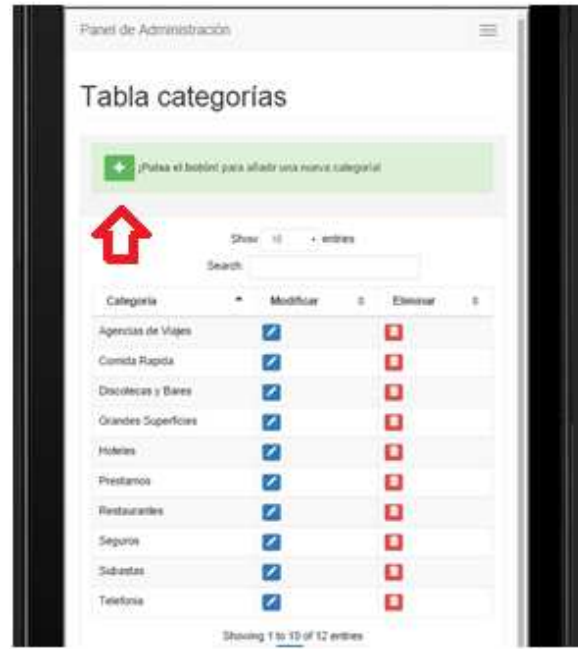 Panel de Administración
Tabla categorías
¡Pulsa el botón! para añadir una nueva categoría!
Show 10 entries
Search:
Categoría Modificar Eliminar
Agencias de Viajes
Comida Rapida
Discotecas y Bares
Grandes Superficies
Hoteles
Prestamos
Restaurantes
Seguros
Subastas
Telefonia
Showing 1 to 10 of 12 entries